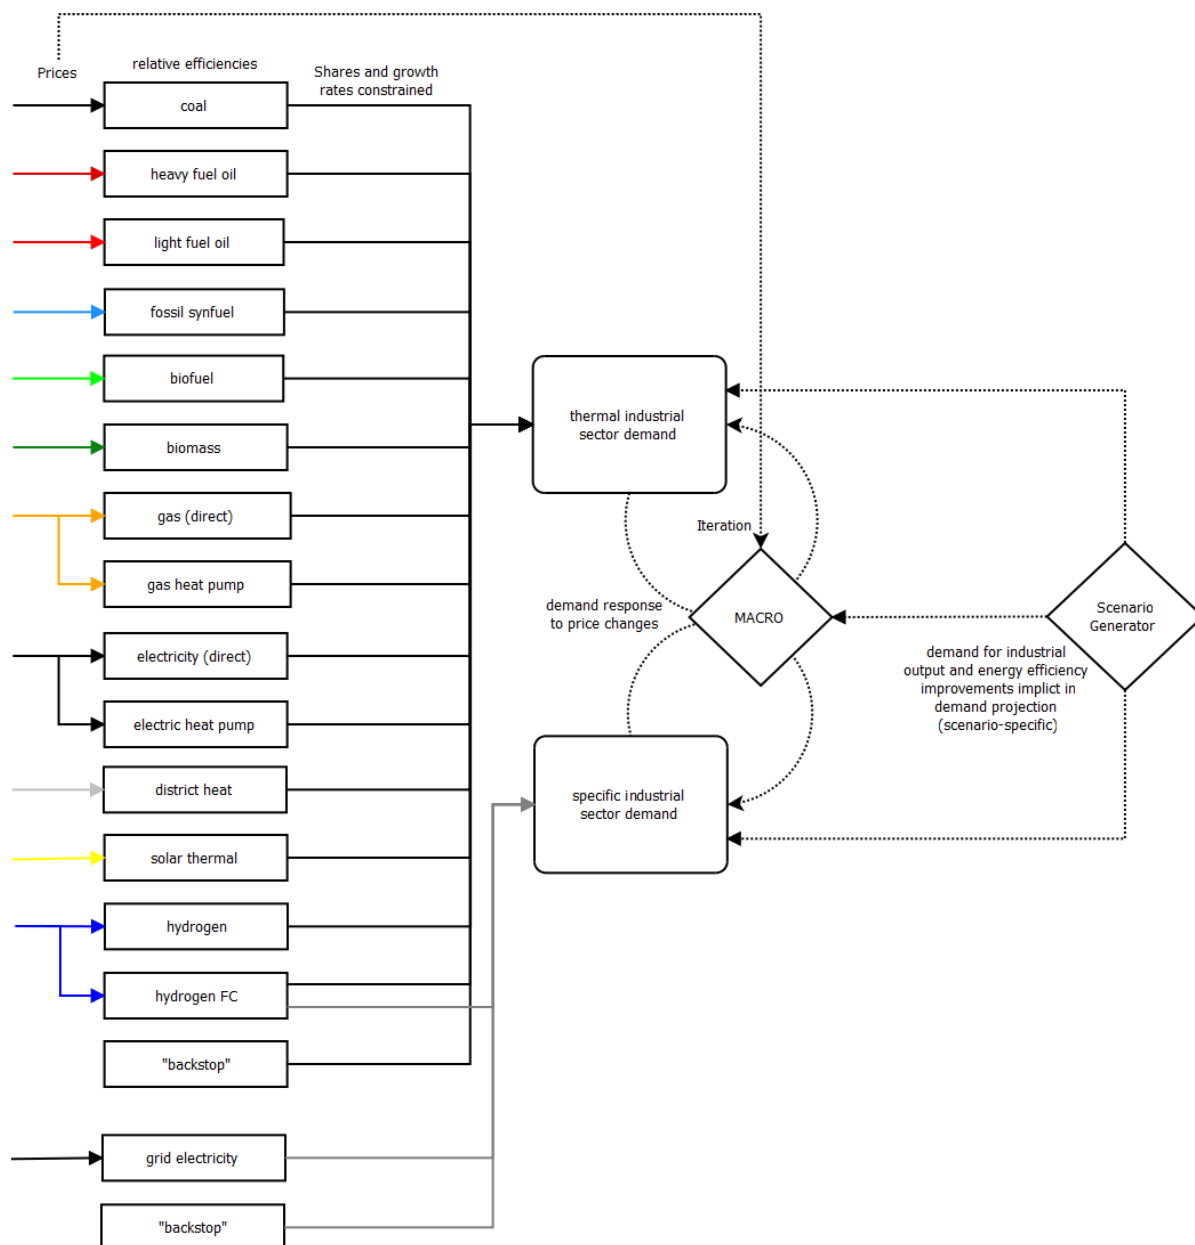 Prices
relative efficiencies
Shares and growth
rates constrained
coal
heavy fuel oil
light fuel oil
fossil synfuel
biofuel
biomass
gas (direct)
gas heat pump
electricity (direct)
electric heat pump
district heat
solar thermal
hydrogen
hydrogen FC
"backstop"
grid electricity
"backstop"
thermal industrial
sector demand
Iteration
demand response
to price changes
MACRO
specific industrial
sector demand
Scenario
Generator
demand for industrial
output and energy efficiency
improvements implict in
demand projection
(scenario-specific)